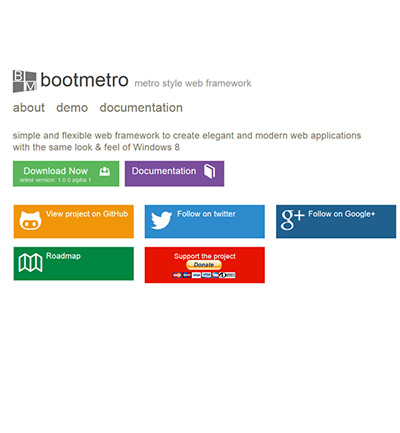 B
M
bootmetro metro style web framework
about demo documentation
simple and flexible web framework to create elegant and modern web applications
with the same look & feel of Windows 8
Download Now
latest version: 1.0.0 alpha 1
Documentation
View project on GitHub
Follow on twitter
g+ Follow on Google+
Roadmap
Support the project
Donate